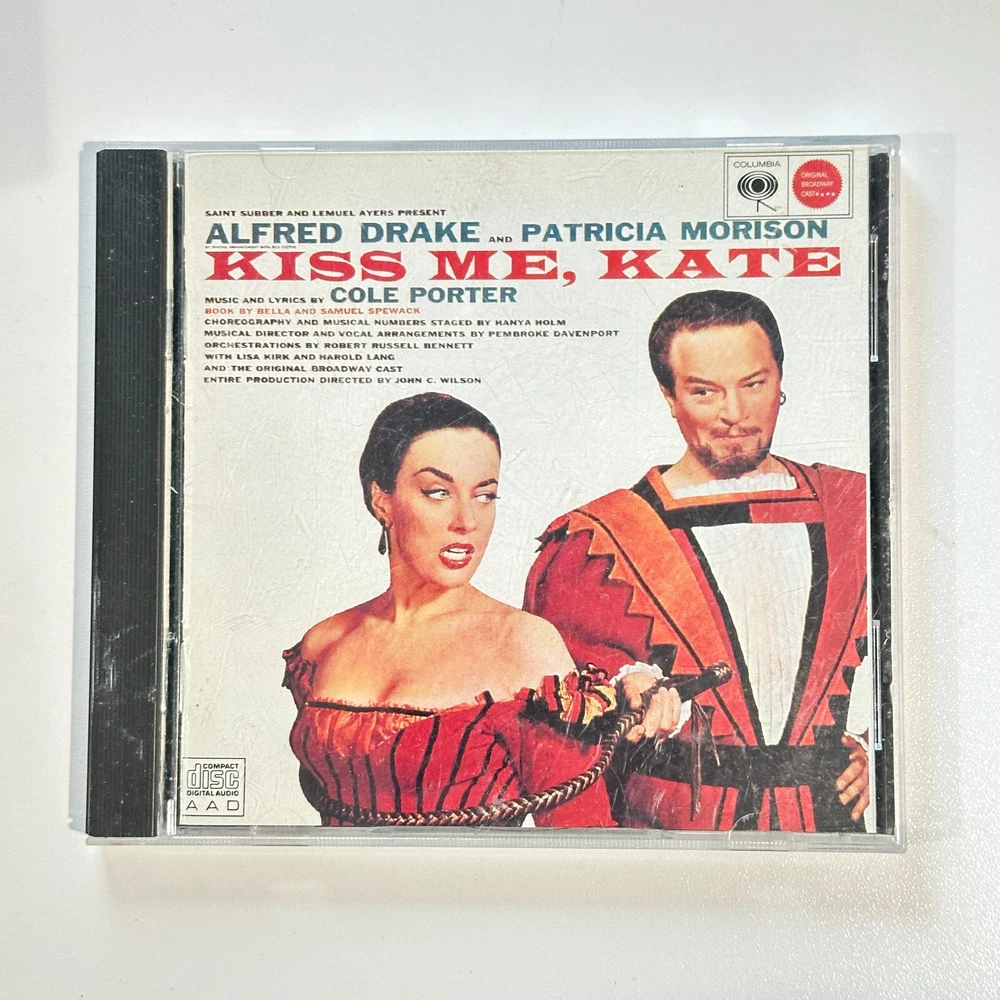 COLUMBIA
ORIGINAL
BROADWAY
CAST
SAINT SUBBER AND LEMUEL AYERS PRESENT
ALFRED DRAKE AND PATRICIA MORISON
KISS ME, KATE
MUSIC AND LYRICS BY COLE PORTER
BOOK BY BELLA AND SAMUEL SPEWACK
CHOREOGRAPHY AND MUSICAL NUMBERS STAGED BY HANYA HOLM
MUSICAL DIRECTOR AND VOCAL ARRANGEMENTS BY PEMBROKE DAVENPORT
ORCHESTRATIONS BY ROBERT RUSSELL BENNETT
WITH LISA KIRK AND HAROLD LANG
AND THE ORIGINAL BROADWAY CAST
ENTIRE PRODUCTION DIRECTED BY JOHN C. WILSON
COMPACT
disc
DIGITAL AUDIO
AAD